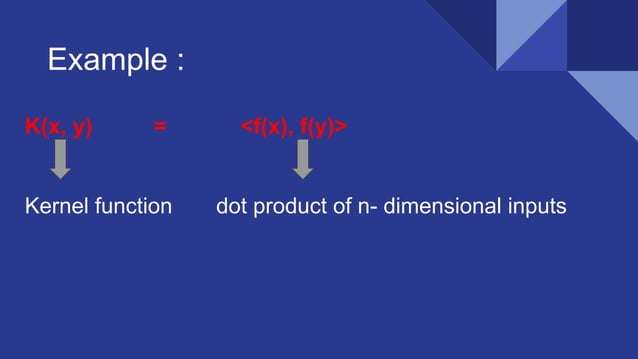 Example :
K(x, y) = <f(x), f(y)>
Kernel function dot product of n- dimensional inputs